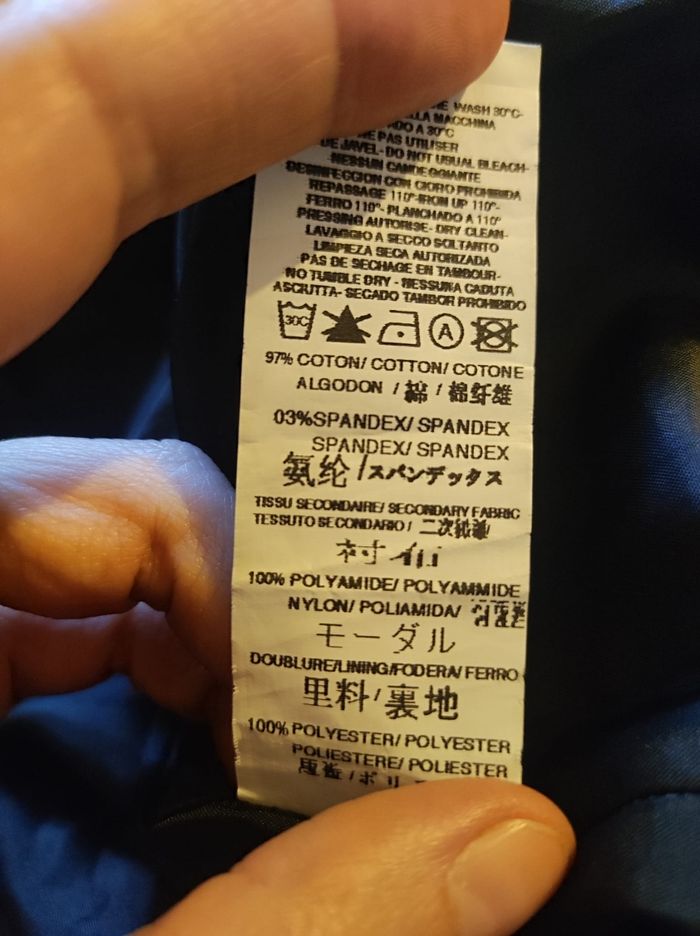 WASH 30°C-
LLA MACCHINA
DO A 30°C
NE PAS UTILISER
DE JAVEL-DO NOT USUAL BLEACH-
NESSUN CANDEGGIANTE
DESINFECCION CON CLORO PROHIBIDA
REPASSAGE 110°-IRON UP 110°-
FERRO 110°- PLANCHADO A 110°
PRESSING AUTORISE- DRY CLEAN-
LAVAGGIO A SECCO SOLTANTO
LIMPIEZA SECA AUTORIZADA
PAS DE SECHAGE EN TAMBOUR-
NO TUMBLE DRY - NESSUNA CADUTA
ASCIUTTA- SECADO TAMBOR PROHIBIDO
30C A
97% COTON/ COTTON/ COTONE
ALGODON / 綿 / 棉纤维
03%SPANDEX/ SPANDEX
SPANDEX/ SPANDEX
氨纶/スパンデックス
TISSU SECONDAIRE/ SECONDARY FABRIC
TESSUTO SECONDARIO / 二次
100% POLYAMIDE/ POLYAMMIDE
NYLON/ POLIAMIDA/
モーダル
DOUBLURE/LINING/FODERA/ FERRO
里料/裏地
100% POLYESTER/ POLYESTER
POLIESTERE/ POLIESTER